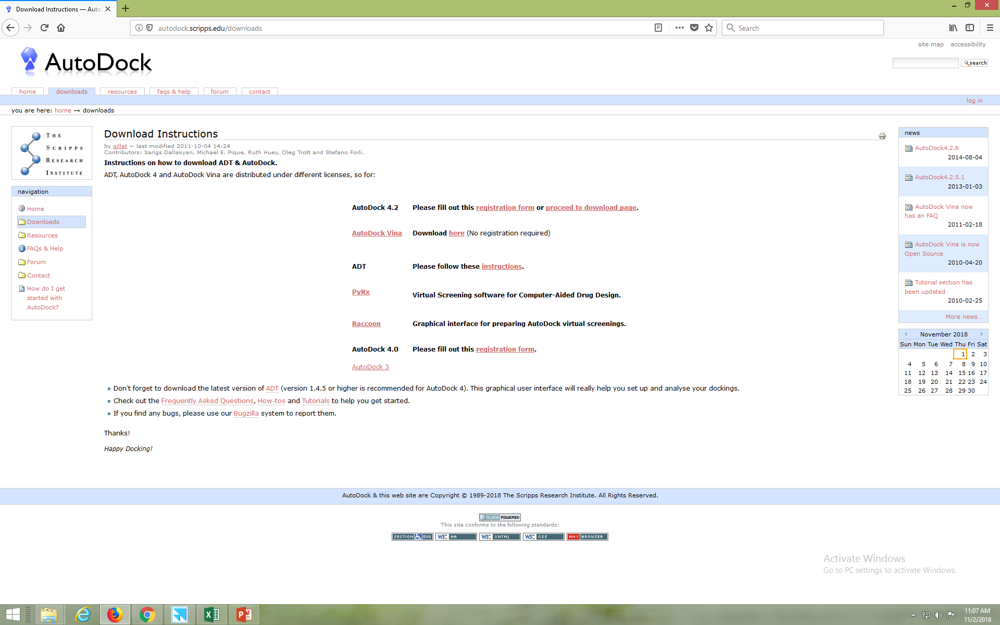 Download Instructions — Auto
autodock.scripps.edu/downloads
Search
site map accessibility
AutoDock
search
home downloads resources faqs & help forum contact
log in
you are here: home → downloads
THE
SCRIPPS
RESEARCH
INSTITUTE
navigation
Home
Downloads
Resources
FAQs & Help
Forum
Contact
How do I get
started with
AutoDock?
Download Instructions
by gillet — last modified 2011-10-04 14:24
Contributors: Sarigs Dallakyan, Michael E. Pique, Ruth Huey, Oleg Trott and Stefano Forli.
Instructions on how to download ADT & AutoDock.
ADT, AutoDock 4 and AutoDock Vina are distributed under different licenses, so for:
AutoDock 4.2 Please fill out this registration form or proceed to download page.
AutoDock Vina Download here (No registration required)
ADT Please follow these instructions.
PyRx Virtual Screening software for Computer-Aided Drug Design.
Raccoon Graphical interface for preparing AutoDock virtual screenings.
AutoDock 4.0 Please fill out this registration form.
AutoDock 3
Don't forget to download the latest version of ADT (version 1.4.5 or higher is recommended for AutoDock 4). This graphical user interface will really help you set up and analyse your dockings.
Check out the Frequently Asked Questions, How-tos and Tutorials to help you get started.
If you find any bugs, please use our Bugzilla system to report them.
Thanks!
Happy Docking!
news
AutoDock4.2.6
2014-08-04
AutoDock4.2.5.1
2013-01-03
AutoDock Vina now
has an FAQ
2011-02-18
AutoDock Vina is now
Open Source
2010-04-20
Tutorial section has
been updated
2010-02-25
More news...
November 2018
Sun Mon Tue Wed Thu Fri Sat
1 2 3
4 5 6 7 8 9 10
11 12 13 14 15 16 17
18 19 20 21 22 23 24
25 26 27 28 29 30
AutoDock & this web site are Copyright © 1989-2018 The Scripps Research Institute. All Rights Reserved.
PLONE POWERED
This site conforms to the following standards:
SECTION 508 W3C AA W3C XHTML W3C CSS ANY BROWSER
Activate Windows
Go to PC settings to activate Windows.
11:07 AM
11/2/2018